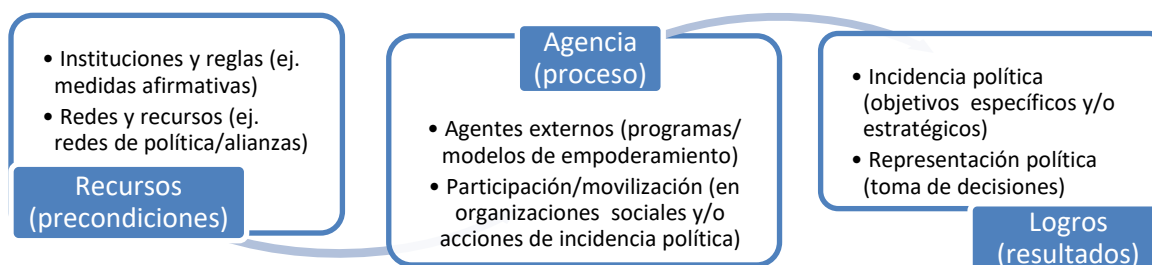 • Instituciones y reglas (ej.
medidas afirmativas)
• Redes y recursos (ej.
redes de política/alianzas)
Recursos
(precondiciones)
Agencia
(proceso)
• Agentes externos (programas/
modelos de empoderamiento)
• Participación/movilización (en
organizaciones sociales y/o
acciones de incidencia política)
• Incidencia política
(objetivos específicos y/o
estratégicos)
• Representación política
(toma de decisiones)
Logros
(resultados)